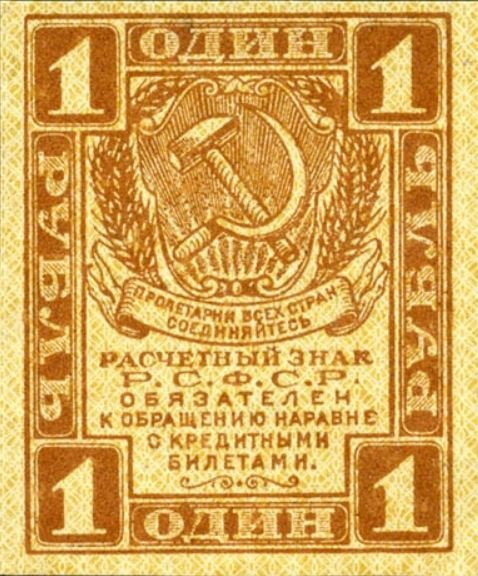 1 ОДИН 1
РУБЛЬ
РУБЛЬ
ПРОЛЕТАРИИ ВСЕХ СТРАН
СОЕДИНЯЙТЕСЬ
РАСЧЕТНЫЙ ЗНАК
Р.С.Ф.С.Р.
ОБЯЗАТЕЛЕН
К ОБРАЩЕНИЮ НАРАВНЕ
С КРЕДИТНЫМИ
БИЛЕТАМИ.
1 ОДИН 1